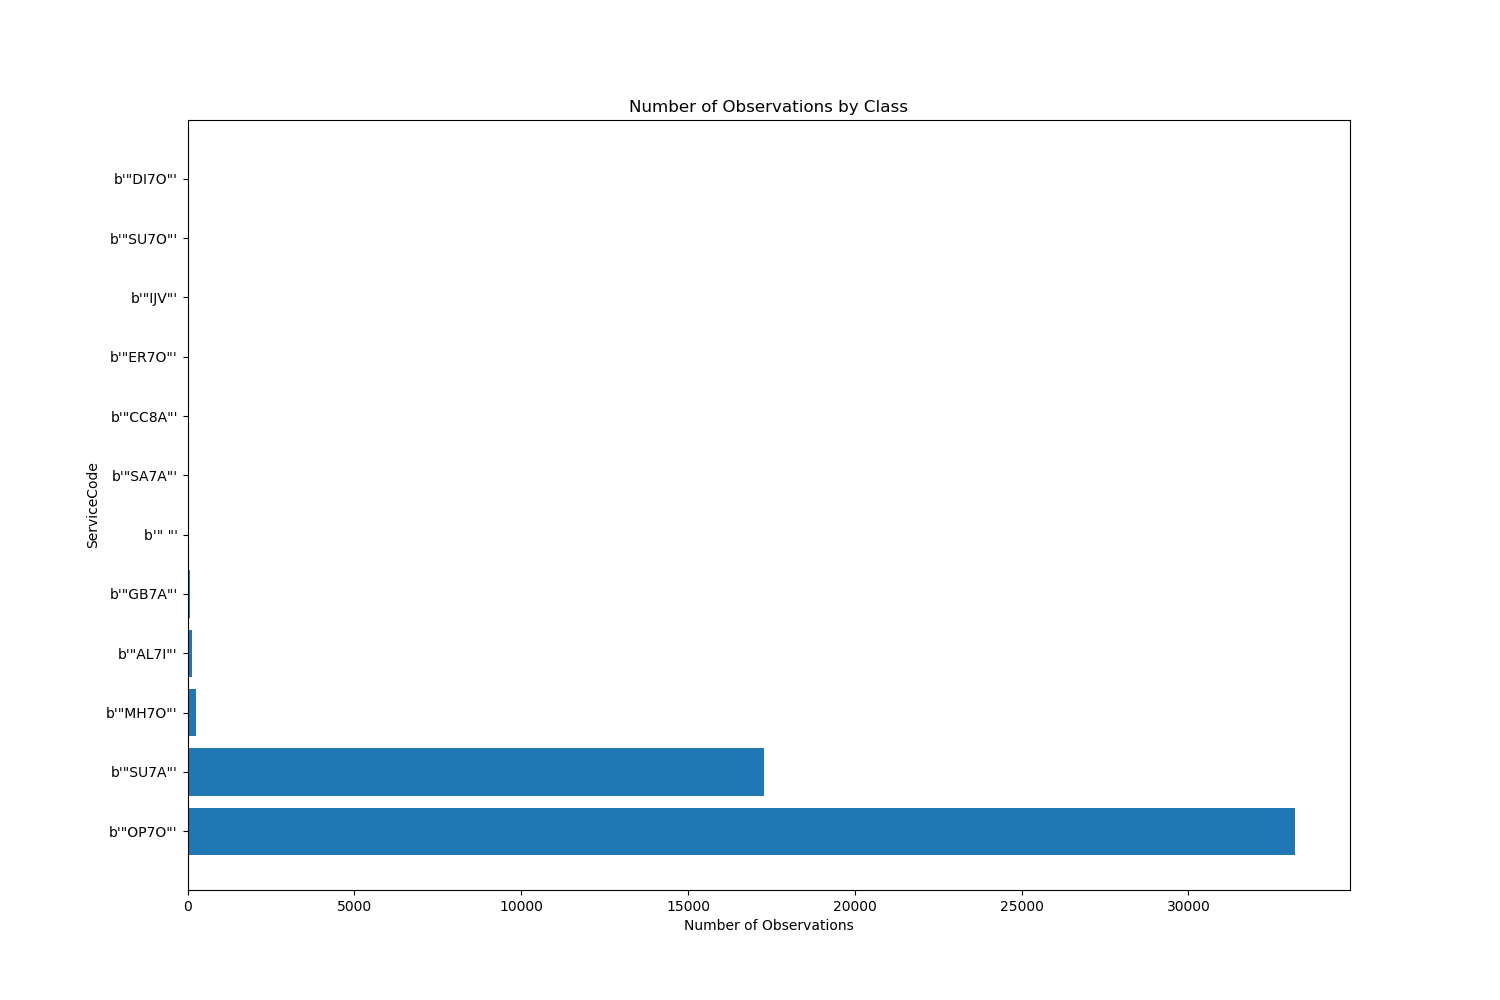 Number of Observations by Class
b'"DI7O"'
b'"SU7O"'
b'"IJV"'
b'"ER7O"'
b'"CC8A"'
b'"SA7A"'
b'" "'
b'"GB7A"'
b'"AL7I"'
b'"MH7O"'
b'"SU7A"'
b'"OP7O"'
ServiceCode
0 5000 10000 15000 20000 25000 30000
Number of Observations